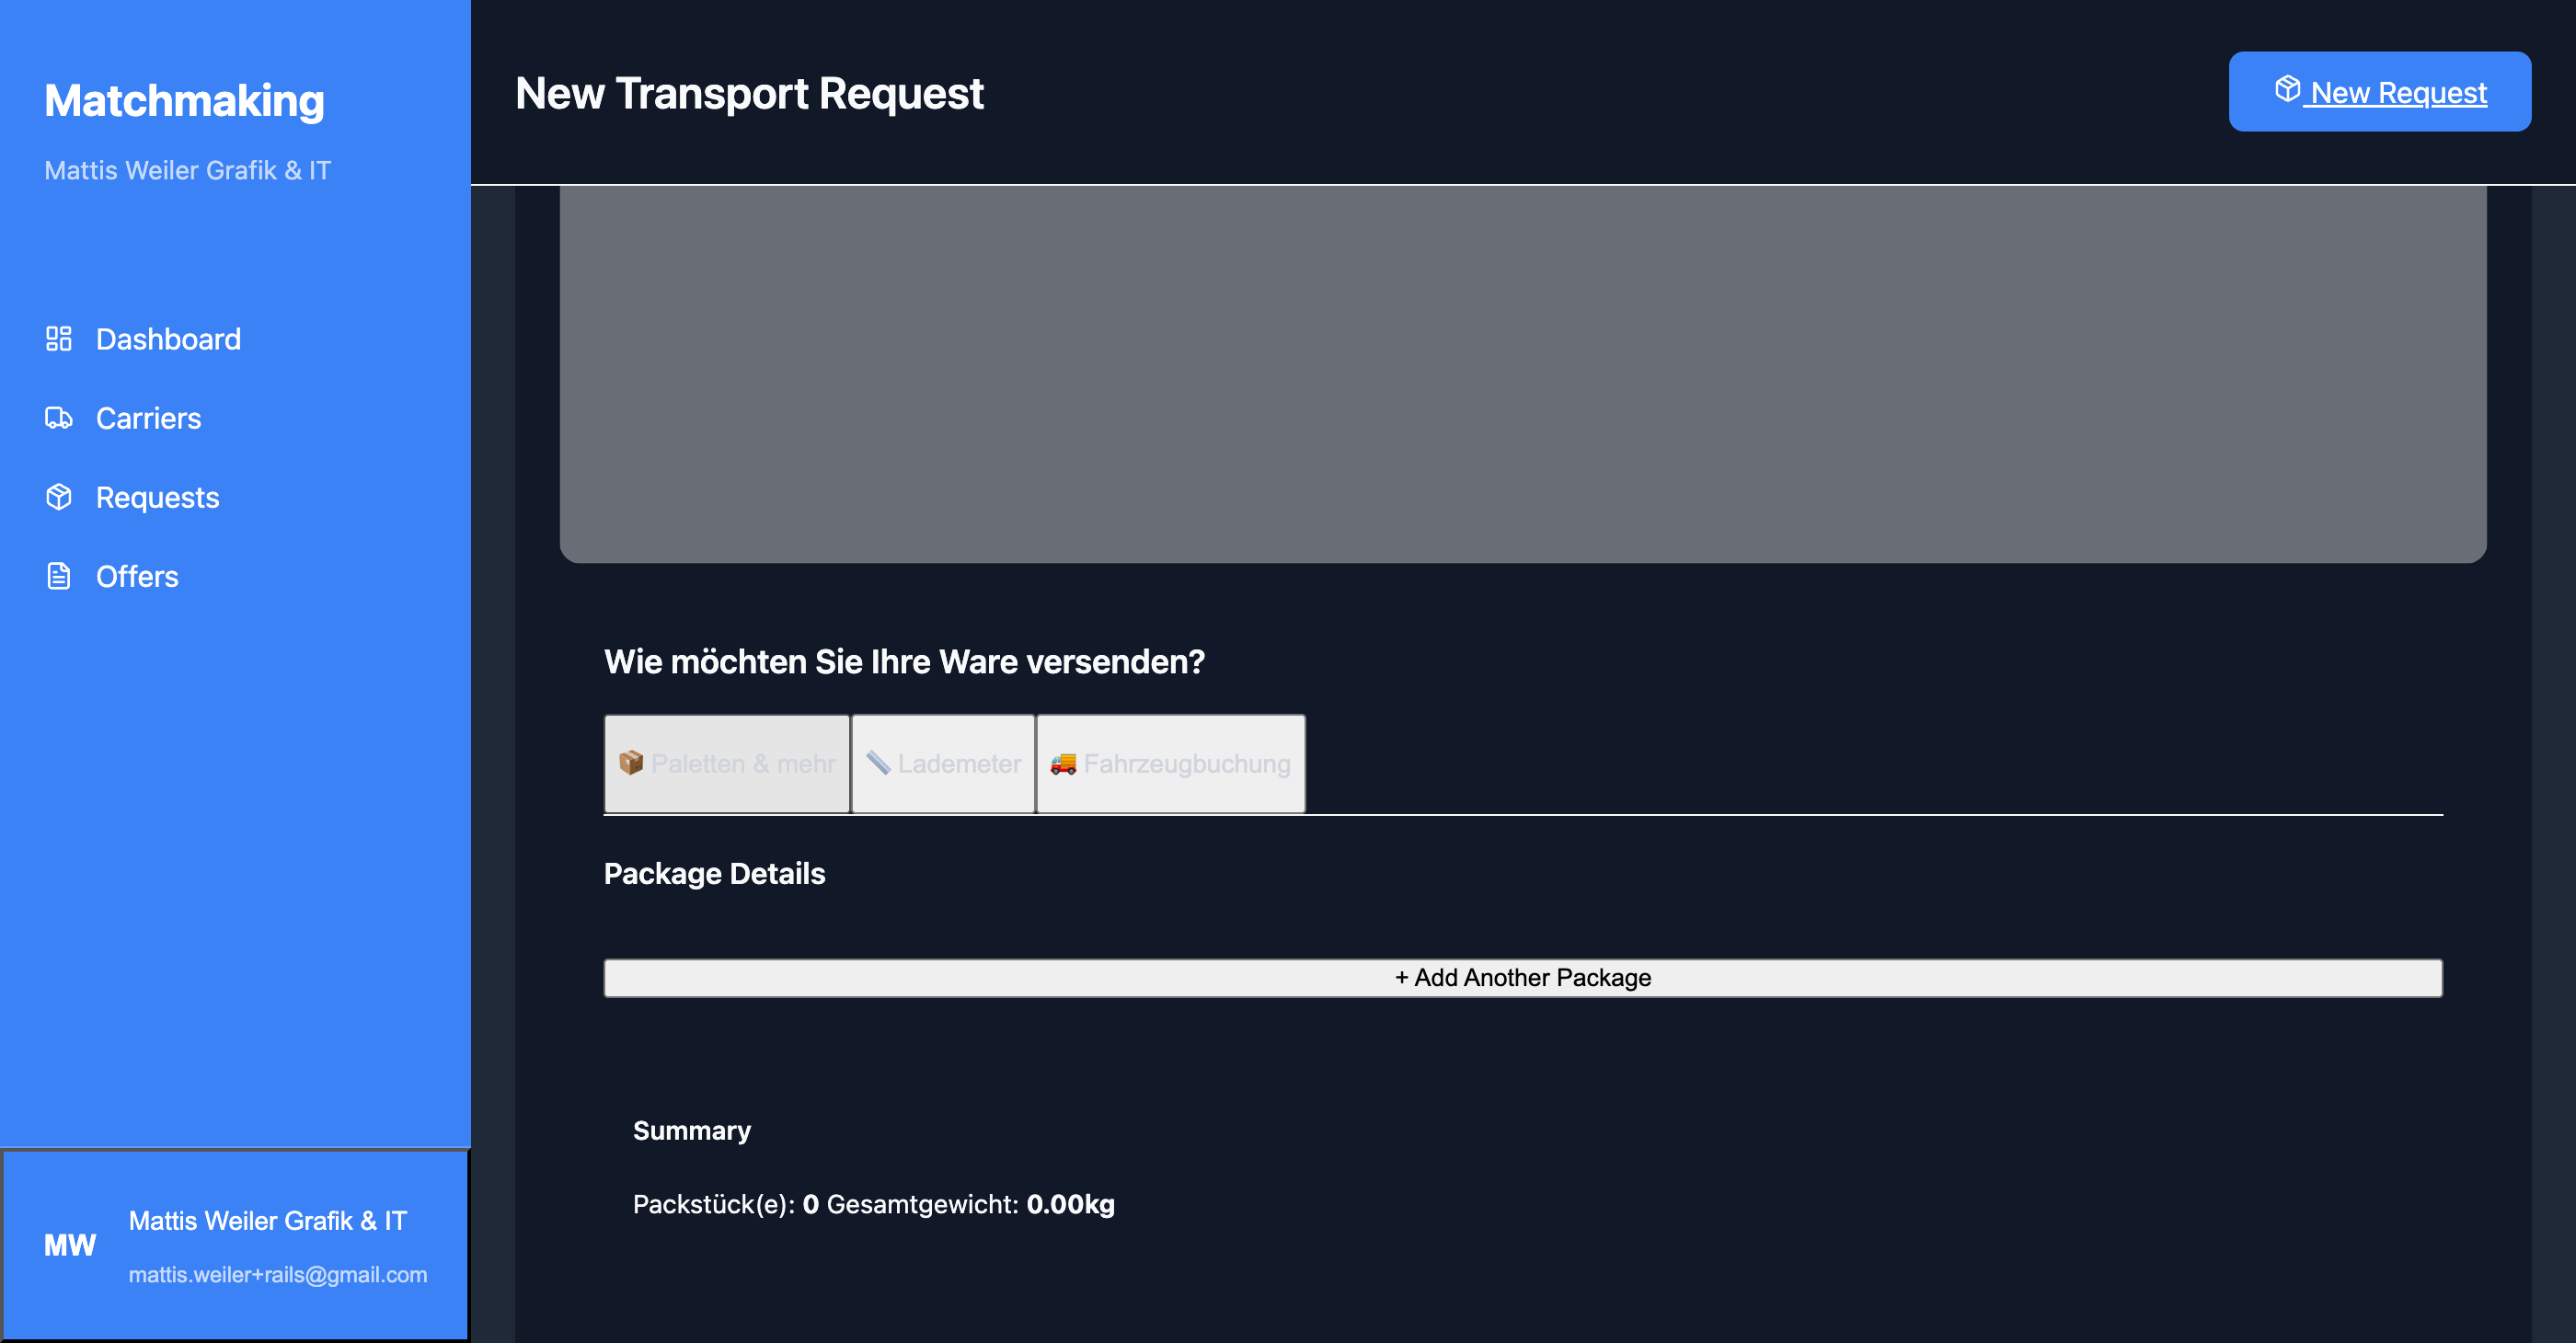 Matchmaking
Mattis Weiler Grafik & IT
Dashboard
Carriers
Requests
Offers
MW
Mattis Weiler Grafik & IT
mattis.weiler+rails@gmail.com
New Transport Request
New Request
Wie möchten Sie Ihre Ware versenden?
📦 Paletten & mehr
📏 Lademeter
🚚 Fahrzeugbuchung
Package Details
+ Add Another Package
Summary
Packstück(e): 0 Gesamtgewicht: 0.00kg